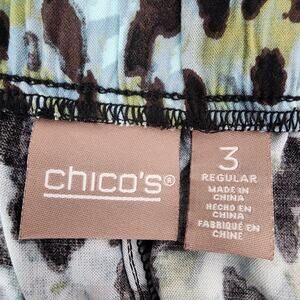 chico's®
3
REGULAR
MADE IN
CHINA
HECHO EN
CHINA
FABRIQUÉ EN
CHINE